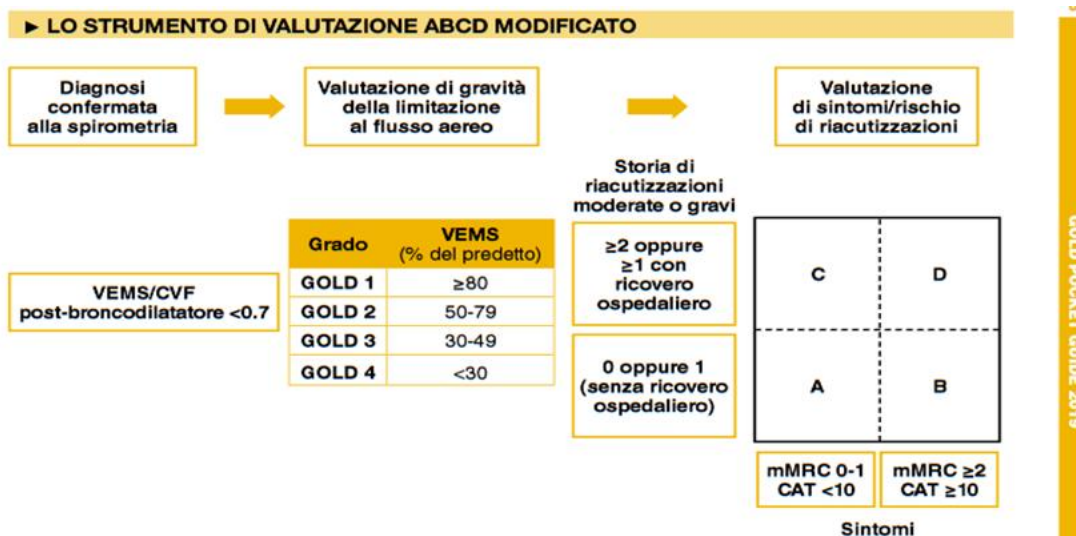 ► LO STRUMENTO DI VALUTAZIONE ABCD MODIFICATO
Diagnosi
confermata
alla spirometria
Valutazione di gravità
della limitazione
al flusso aereo
Valutazione
di sintomi/rischio
di riacutizzazioni
Storia di
riacutizzazioni
moderate o gravi
VEMS/CVF
post-broncodilatatore <0.7
Grado
VEMS
(% del predetto)
GOLD 1 ≥80
GOLD 2 50-79
GOLD 3 30-49
GOLD 4 <30
≥2 oppure
≥1 con
ricovero
ospedaliero
0 oppure 1
(senza ricovero
ospedaliero)
C D
A B
mMRC 0-1
CAT <10
mMRC ≥2
CAT ≥10
Sintomi
GOLD POCKET GUIDE 2019